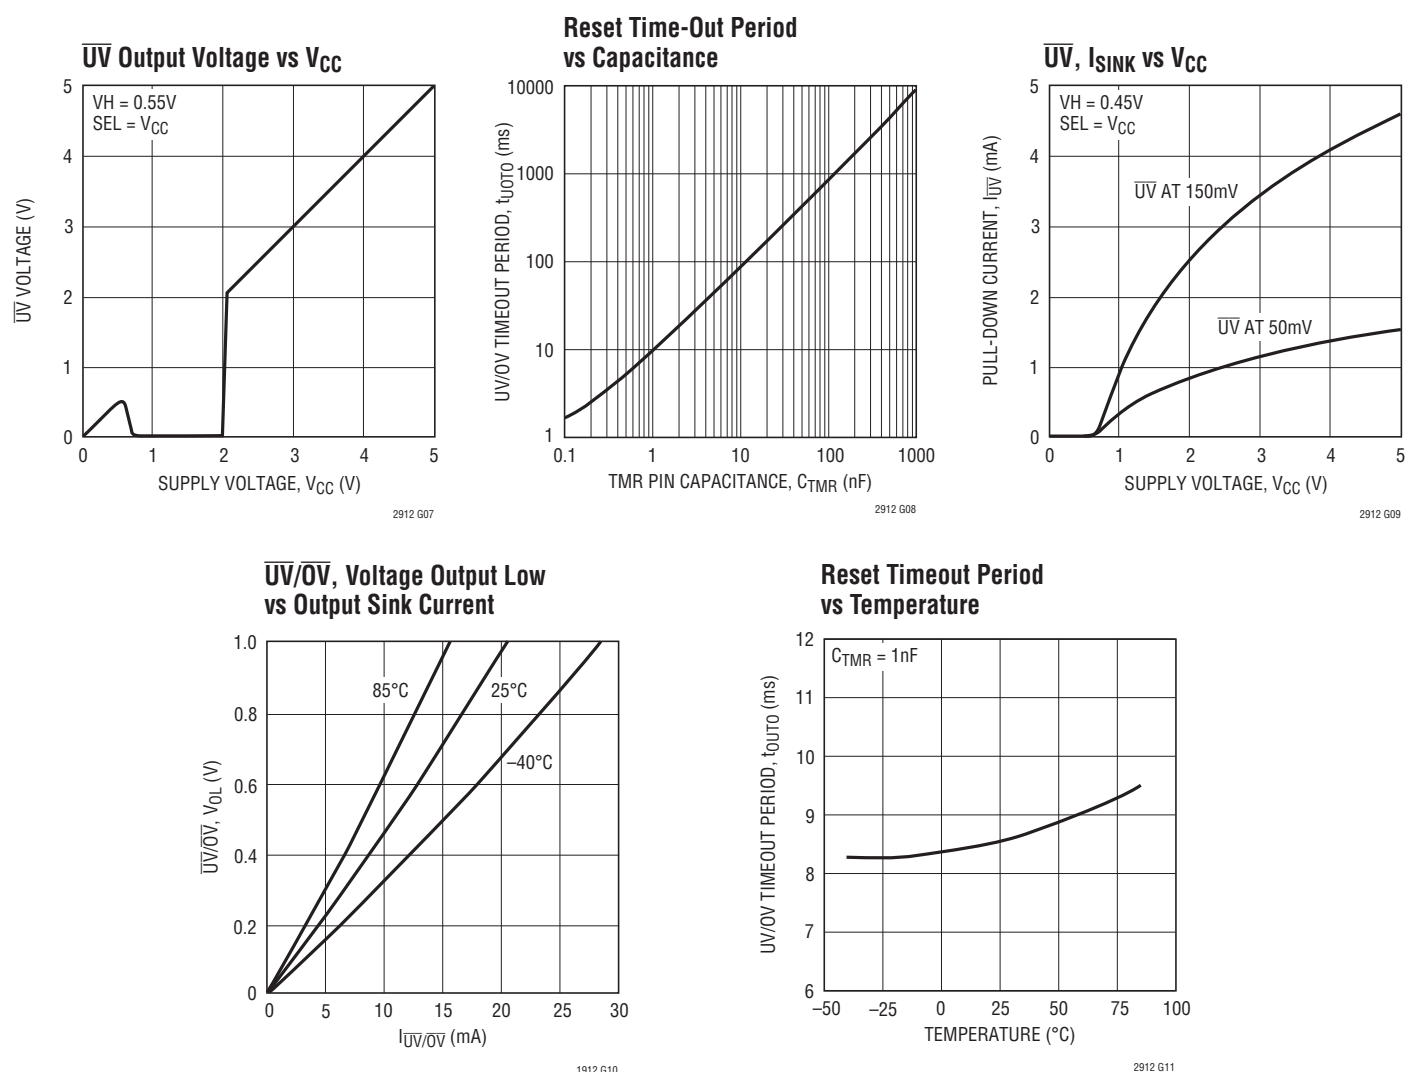 UV Output Voltage vs VCC
5
4
3
2
1
0
UV VOLTAGE (V)
VH = 0.55V
SEL = VCC
0 1 2 3 4 5
SUPPLY VOLTAGE, VCC (V)
2912 G07
Reset Time-Out Period
vs Capacitance
10000
1000
100
10
1
UV/OV TIMEOUT PERIOD, tUOTO (ms)
0.1 1 10 100 1000
TMR PIN CAPACITANCE, CTMR (nF)
2912 G08
UV, ISINK vs VCC
5
4
3
2
1
0
PULL-DOWN CURRENT, IUV (mA)
VH = 0.45V
SEL = VCC
UV AT 150mV
UV AT 50mV
0 1 2 3 4 5
SUPPLY VOLTAGE, VCC (V)
2912 G09
UV/OV, Voltage Output Low
vs Output Sink Current
1.0
0.8
0.6
0.4
0.2
0
UV/OV, VOL (V)
85°C 25°C
–40°C
0 5 10 15 20 25 30
IUV/OV (mA)
1912 G10
Reset Timeout Period
vs Temperature
12
11
10
9
8
7
6
UV/OV TIMEOUT PERIOD, tOUTO (ms)
CTMR = 1nF
–50 –25 0 25 50 75 100
TEMPERATURE (°C)
2912 G11